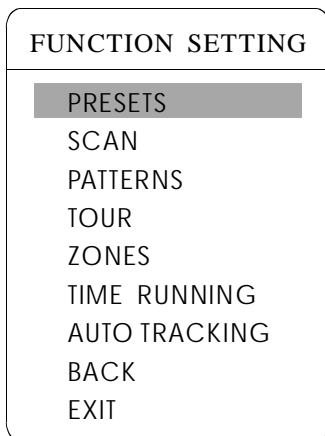 FUNCTION SETTING
PRESETS
SCAN
PATTERNS
TOUR
ZONES
TIME RUNNING
AUTO TRACKING
BACK
EXIT